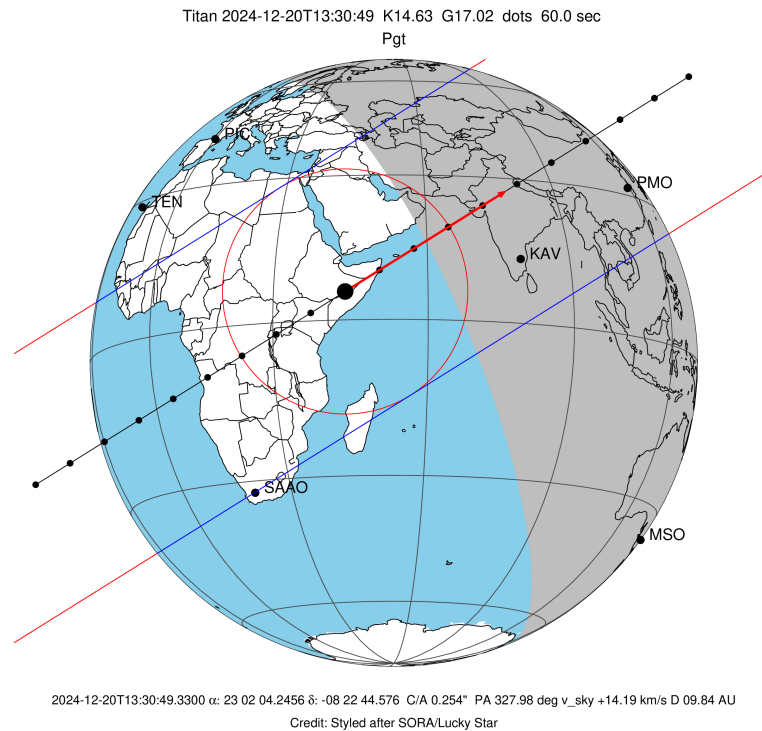 Titan 2024-12-20T13:30:49 K14.63 G17.02 dots 60.0 sec
Pgt
PIC
TEN
PMO
KAV
SAAO
MSO
2024-12-20T13:30:49.3300 α: 23 02 04.2456 δ: -08 22 44.576 C/A 0.254" PA 327.98 deg v_sky +14.19 km/s D 09.84 AU
Credit: Styled after SORA/Lucky Star